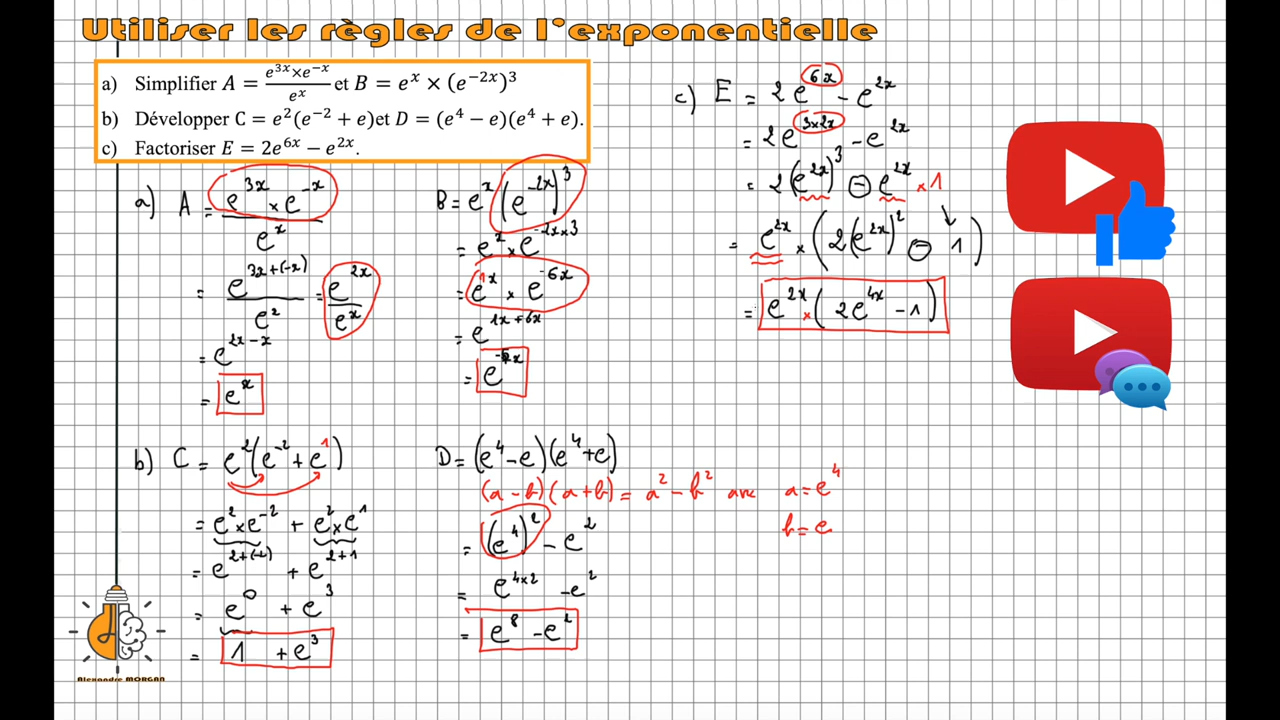 Utiliser les règles de l'exponentielle
a) Simplifier A = (e^{3x} × e^{-x})/e^x et B = e^x × (e^{-2x})^3
b) Développer C = e^2(e^{-2} + e)et D = (e^4 − e)(e^4 + e).
c) Factoriser E = 2e^{6x} − e^{2x}.
a) A = (e^{3x} × e^{-x})/e^x
= e^{3x+(-x)}/e^x = e^{2x}/e^x
= e^{2x-x}
= e^x
B = e^x (e^{-2x})^3
= e^x × e^{-2x×3}
= e^{1x} × e^{-6x}
= e^{1x+6x}
= e^{-5x}
b) C = e^2(e^{-2} + e^1)
= e^2 × e^{-2} + e^2 × e^1
= e^{2+(-2)} + e^{2+1}
= e^0 + e^3
= 1 + e^3
D = (e^4 − e)(e^4 + e)
(a − b)(a + b) = a^2 − b^2 avec a = e^4
b = e
= (e^4)^2 − e^2
= e^{4×2} − e^2
= e^8 − e^2
c) E = 2e^{6x} − e^{2x}
= 2e^{3×2x} − e^{2x}
= 2(e^{2x})^3 − e^{2x} × 1
= e^{2x} × (2(e^{2x})^2 − 1)
= e^{2x} × (2e^{4x} − 1)
Alexandre MORGAN